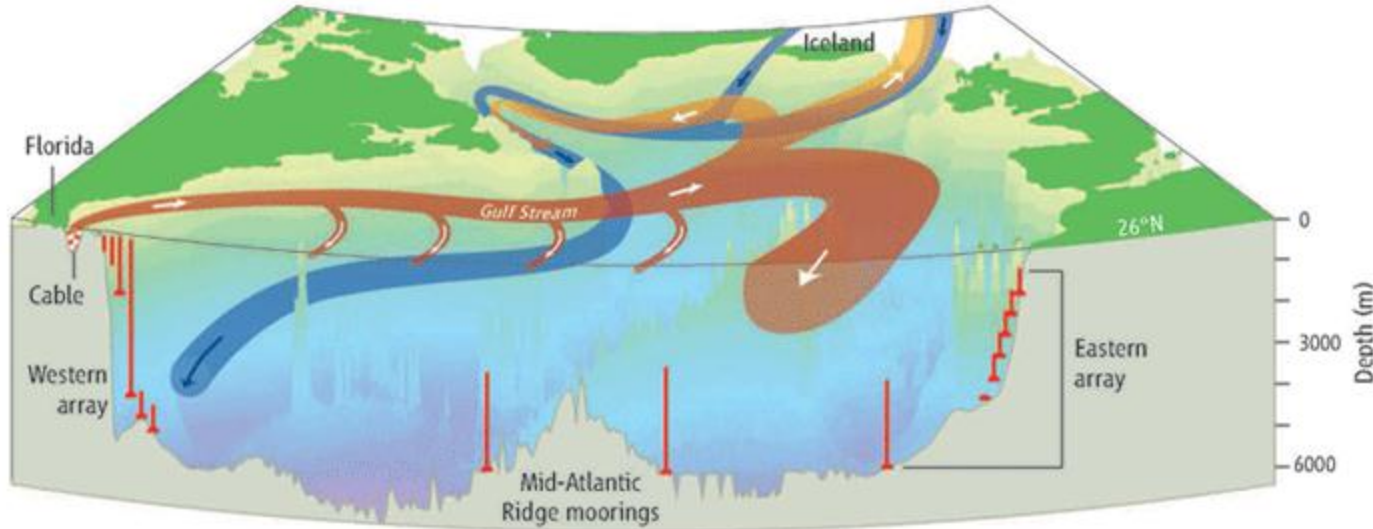 Iceland
Florida
Gulf Stream
26°N
0
Cable
3000
Depth (m)
Western
array
Eastern
array
6000
Mid-Atlantic
Ridge moorings